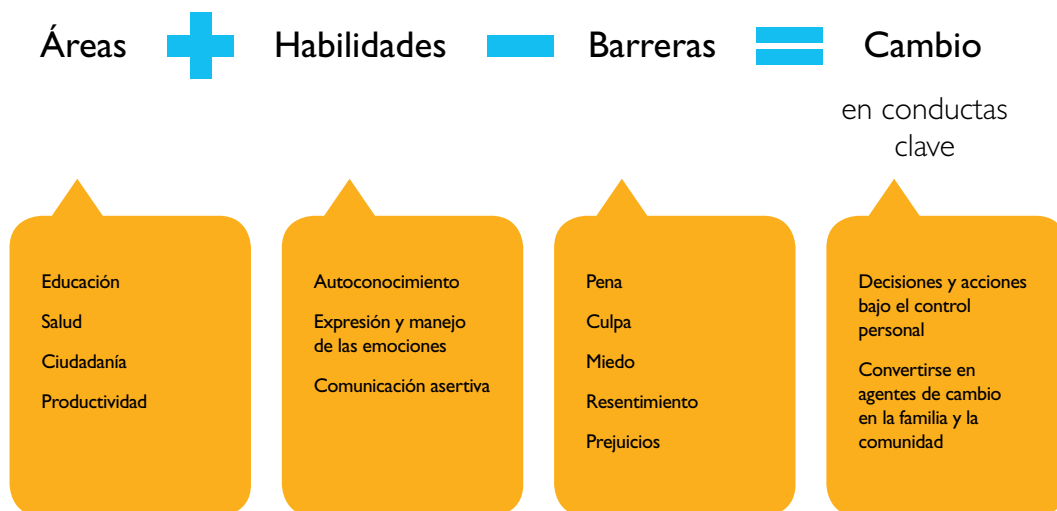 Áreas + Habilidades − Barreras = Cambio
en conductas
clave
Educación
Salud
Ciudadanía
Productividad
Autoconocimiento
Expresión y manejo
de las emociones
Comunicación asertiva
Pena
Culpa
Miedo
Resentimiento
Prejuicios
Decisiones y acciones
bajo el control
personal
Convertirse en
agentes de cambio
en la familia y la
comunidad